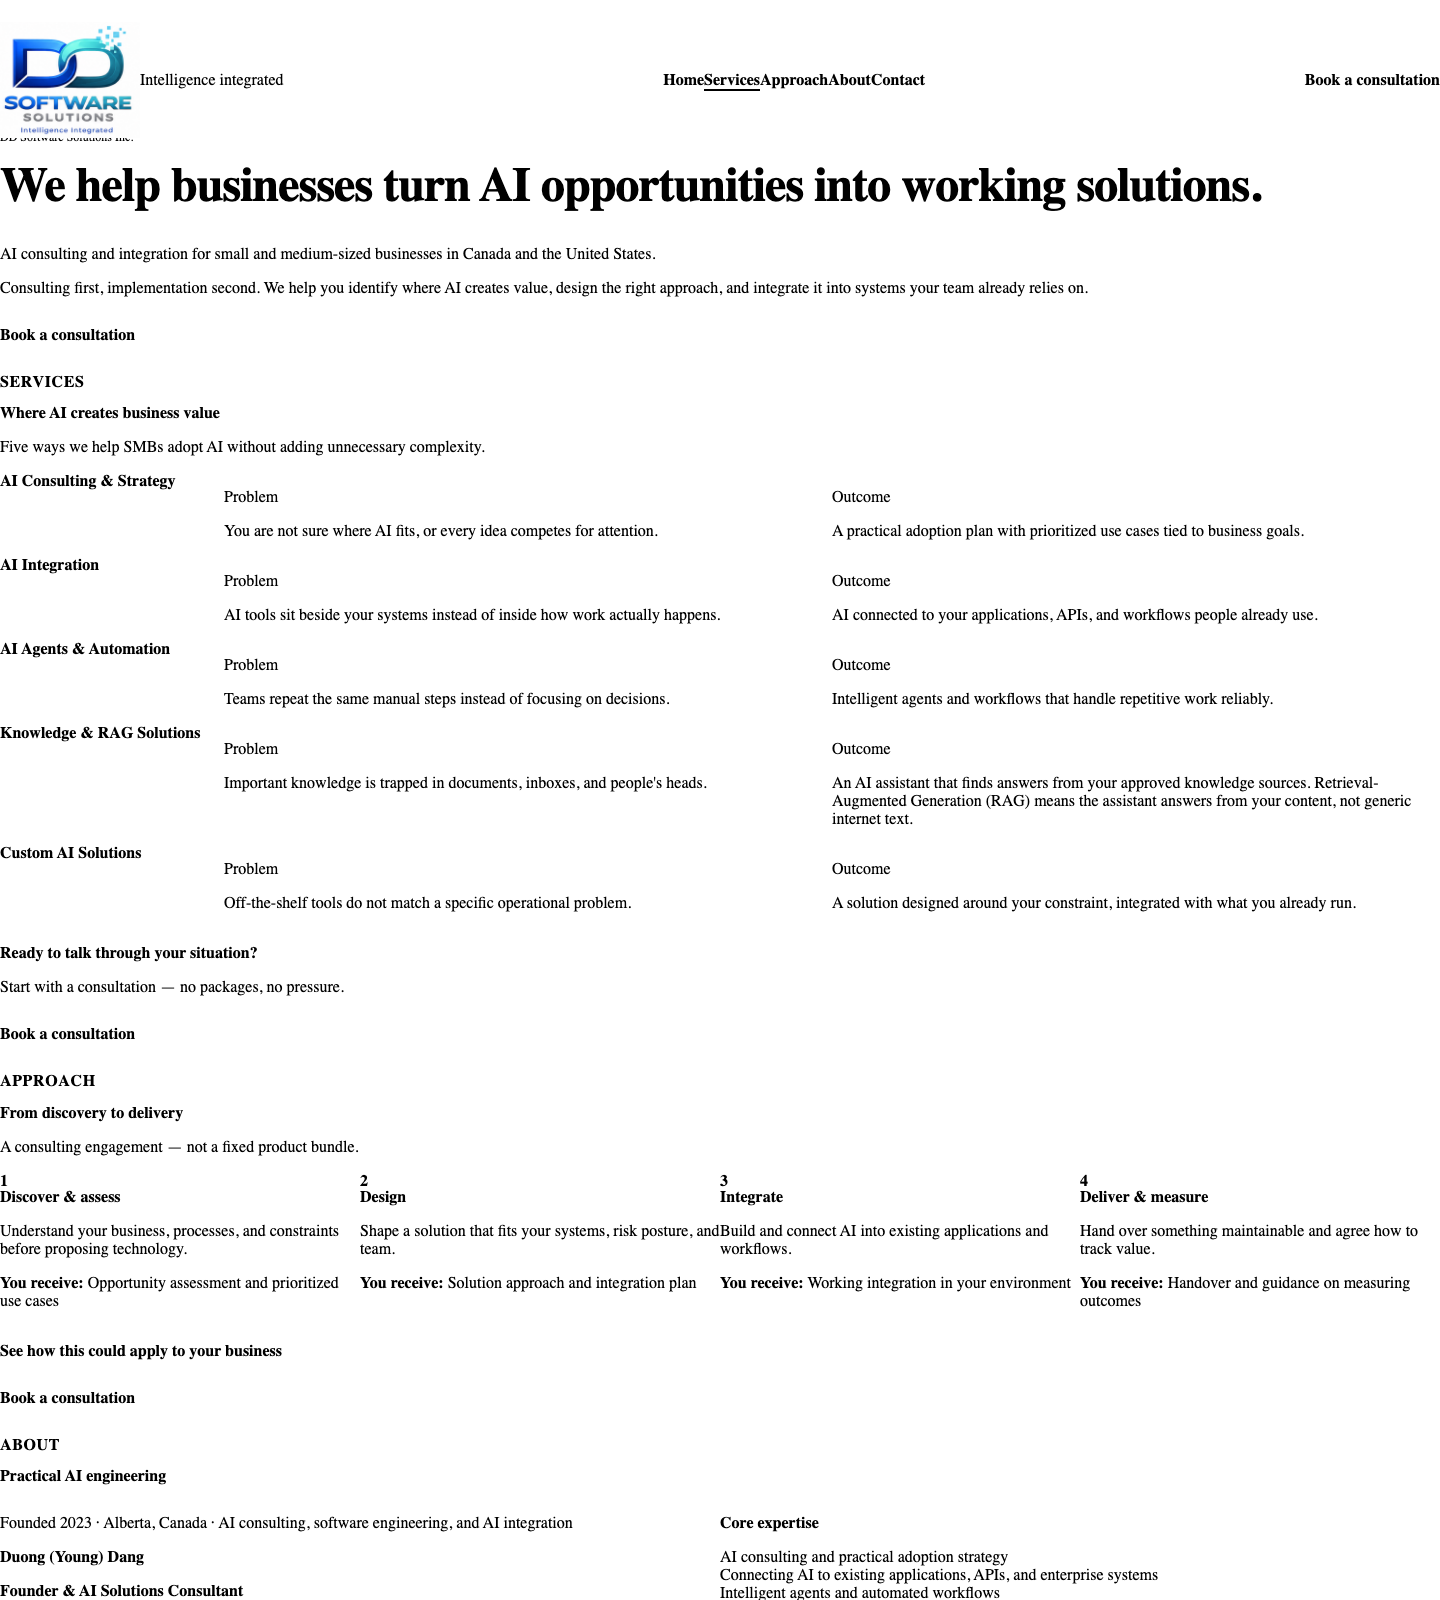 DO
SOFTWARE
SOLUTIONS
Intelligence Integrated
Intelligence integrated
Home Services Approach About Contact
Book a consultation
DD Software Solutions Inc.
We help businesses turn AI opportunities into working solutions.
AI consulting and integration for small and medium-sized businesses in Canada and the United States.
Consulting first, implementation second. We help you identify where AI creates value, design the right approach, and integrate it into systems your team already relies on.
Book a consultation
SERVICES
Where AI creates business value
Five ways we help SMBs adopt AI without adding unnecessary complexity.
AI Consulting & Strategy
Problem
You are not sure where AI fits, or every idea competes for attention.
Outcome
A practical adoption plan with prioritized use cases tied to business goals.
AI Integration
Problem
AI tools sit beside your systems instead of inside how work actually happens.
Outcome
AI connected to your applications, APIs, and workflows people already use.
AI Agents & Automation
Problem
Teams repeat the same manual steps instead of focusing on decisions.
Outcome
Intelligent agents and workflows that handle repetitive work reliably.
Knowledge & RAG Solutions
Problem
Important knowledge is trapped in documents, inboxes, and people's heads.
Outcome
An AI assistant that finds answers from your approved knowledge sources. Retrieval-
Augmented Generation (RAG) means the assistant answers from your content, not generic
internet text.
Custom AI Solutions
Problem
Off-the-shelf tools do not match a specific operational problem.
Outcome
A solution designed around your constraint, integrated with what you already run.
Ready to talk through your situation?
Start with a consultation — no packages, no pressure.
Book a consultation
APPROACH
From discovery to delivery
A consulting engagement — not a fixed product bundle.
1
Discover & assess
Understand your business, processes, and constraints
before proposing technology.
You receive: Opportunity assessment and prioritized
use cases
2
Design
Shape a solution that fits your systems, risk posture, and
team.
You receive: Solution approach and integration plan
3
Integrate
Build and connect AI into existing applications and
workflows.
You receive: Working integration in your environment
4
Deliver & measure
Hand over something maintainable and agree how to
track value.
You receive: Handover and guidance on measuring
outcomes
See how this could apply to your business
Book a consultation
ABOUT
Practical AI engineering
Founded 2023 · Alberta, Canada · AI consulting, software engineering, and AI integration
Duong (Young) Dang
Founder & AI Solutions Consultant
Core expertise
AI consulting and practical adoption strategy
Connecting AI to existing applications, APIs, and enterprise systems
Intelligent agents and automated workflows